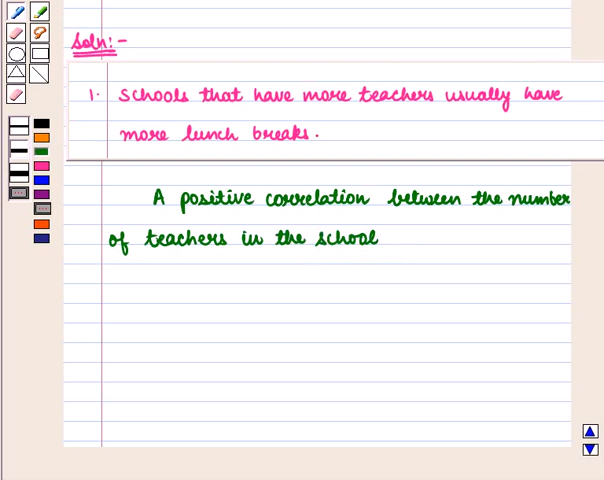 Soln:-
1. Schools that have more teachers usually have
more lunch breaks.
A positive correlation between the number
of teachers in the school